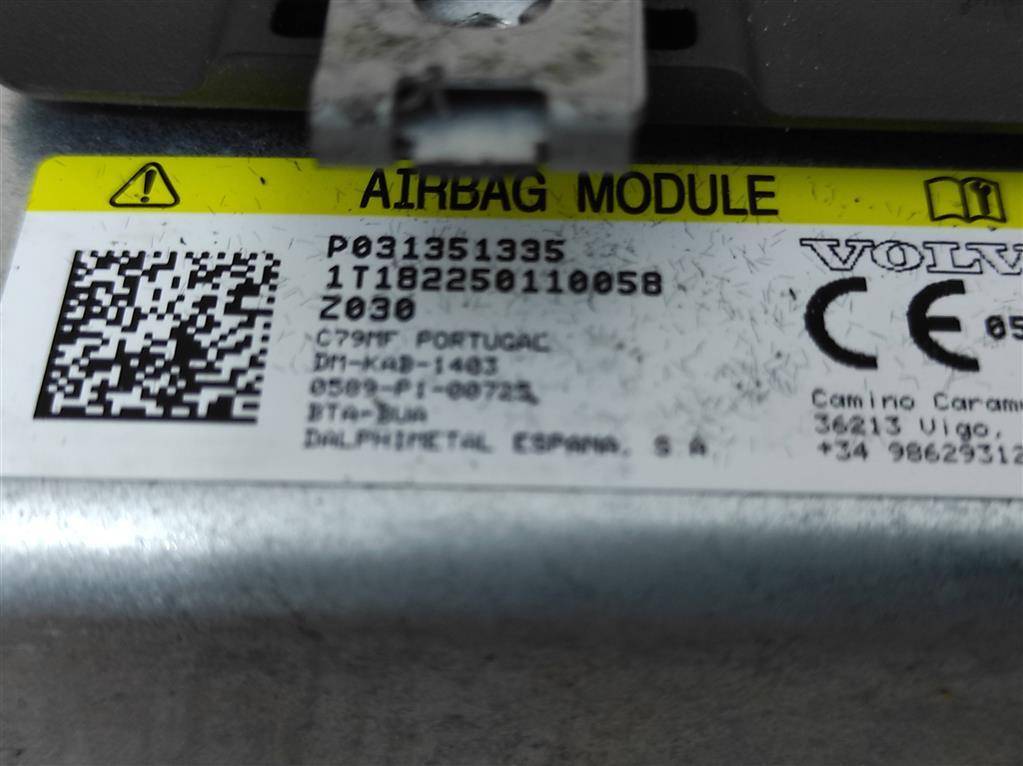 AIRBAG MODULE
P031351335
1T182250110058
Z030
C79MF PORTUGAL
DM-KAB-1403
0589-P1-00725
BTA-BUA
DALPHIMETAL ESPANA, S.A.
VOLV
CE 05
Camino Caram
36213 Vigo,
+34 98629312